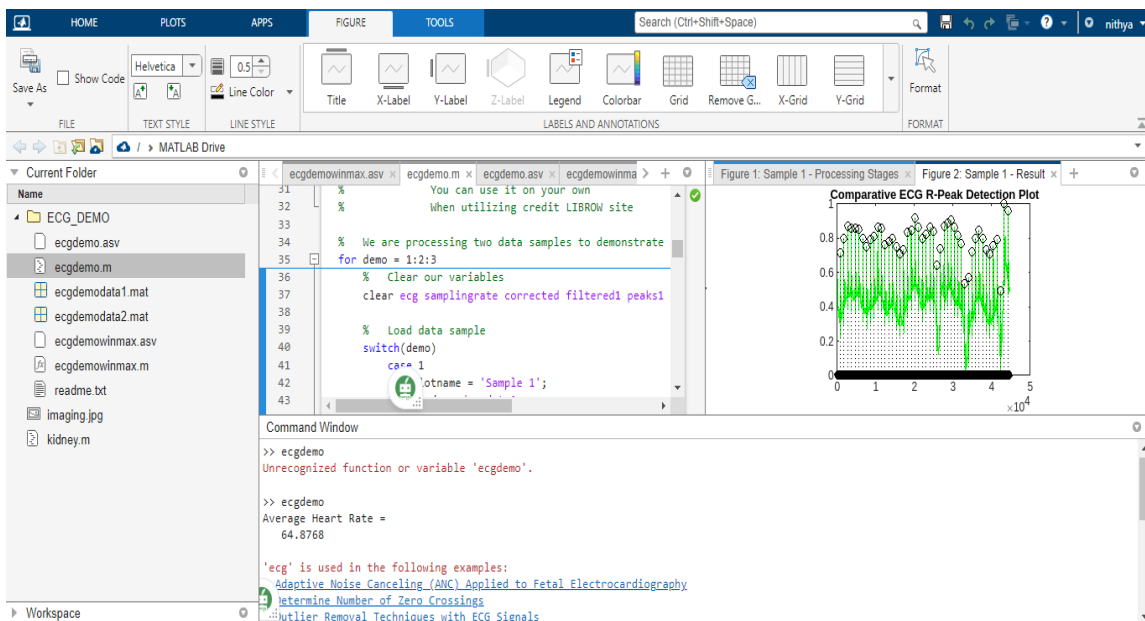 HOME PLOTS APPS FIGURE TOOLS Search (Ctrl+Shift+Space) nithya
Save As Show Code Helvetica 0.5 Line Color Title X-Label Y-Label Z-Label Legend Colorbar Grid Remove G... X-Grid Y-Grid Format
FILE TEXT STYLE LINE STYLE LABELS AND ANNOTATIONS FORMAT
/ › MATLAB Drive
Current Folder
Name
ECG_DEMO
ecgdemo.asv
ecgdemo.m
ecgdemodata1.mat
ecgdemodata2.mat
ecgdemowinmax.asv
ecgdemowinmax.m
readme.txt
imaging.jpg
kidney.m
Workspace
ecgdemowinmax.asv × ecgdemo.m × ecgdemo.asv × ecgdemowinma
31 % You can use it on your own
32 % When utilizing credit LIBROW site
33
34 % We are processing two data samples to demonstrate
35 for demo = 1:2:3
36 % Clear our variables
37 clear ecg samplingrate corrected filtered1 peaks1
38
39 % Load data sample
40 switch(demo)
41 case 1
42 plotname = 'Sample 1';
43
Figure 1: Sample 1 - Processing Stages × Figure 2: Sample 1 - Result ×
Comparative ECG R-Peak Detection Plot
1
0.8
0.6
0.4
0.2
0
0 1 2 3 4 5
×10⁴
Command Window
>> ecgdemo
Unrecognized function or variable 'ecgdemo'.
>> ecgdemo
Average Heart Rate =
64.8768
'ecg' is used in the following examples:
Adaptive Noise Canceling (ANC) Applied to Fetal Electrocardiography
Determine Number of Zero Crossings
Outlier Removal Techniques with ECG Signals